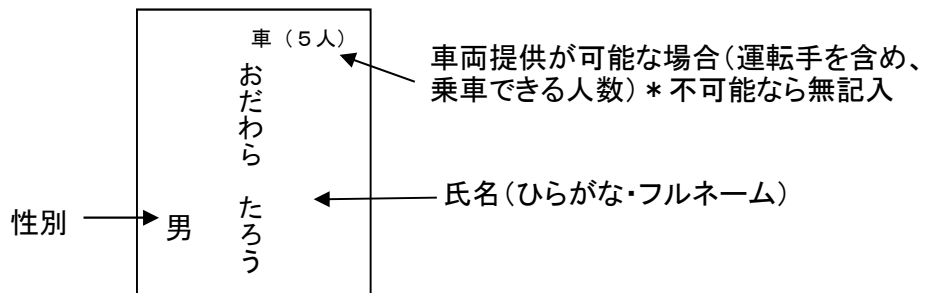 車（５人）
車両提供が可能な場合（運転手を含め、
乗車できる人数）＊不可能なら無記入
おだわら　たろう
氏名（ひらがな・フルネーム）
性別
男